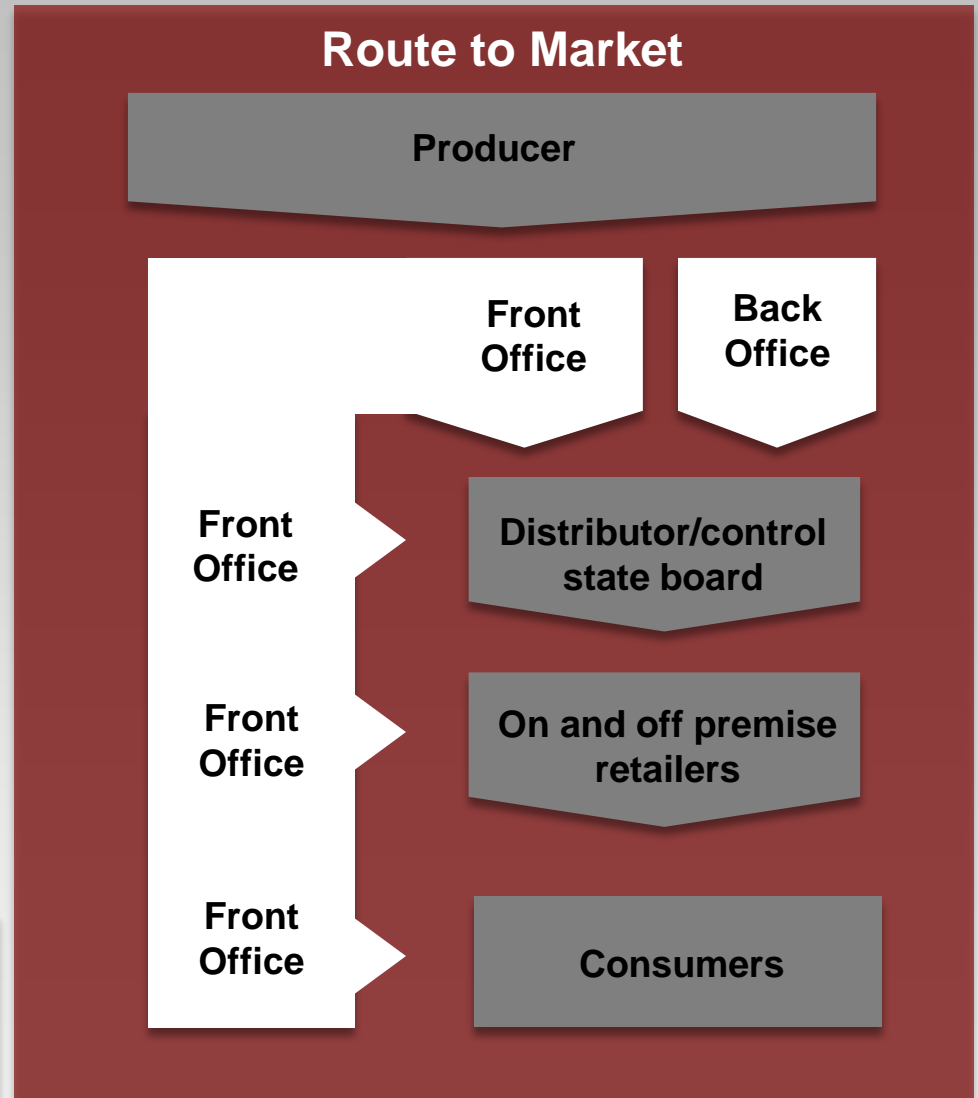 Route to Market
Producer
Front
Office
Back
Office
Front
Office
Distributor/control
state board
Front
Office
On and off premise
retailers
Front
Office
Consumers